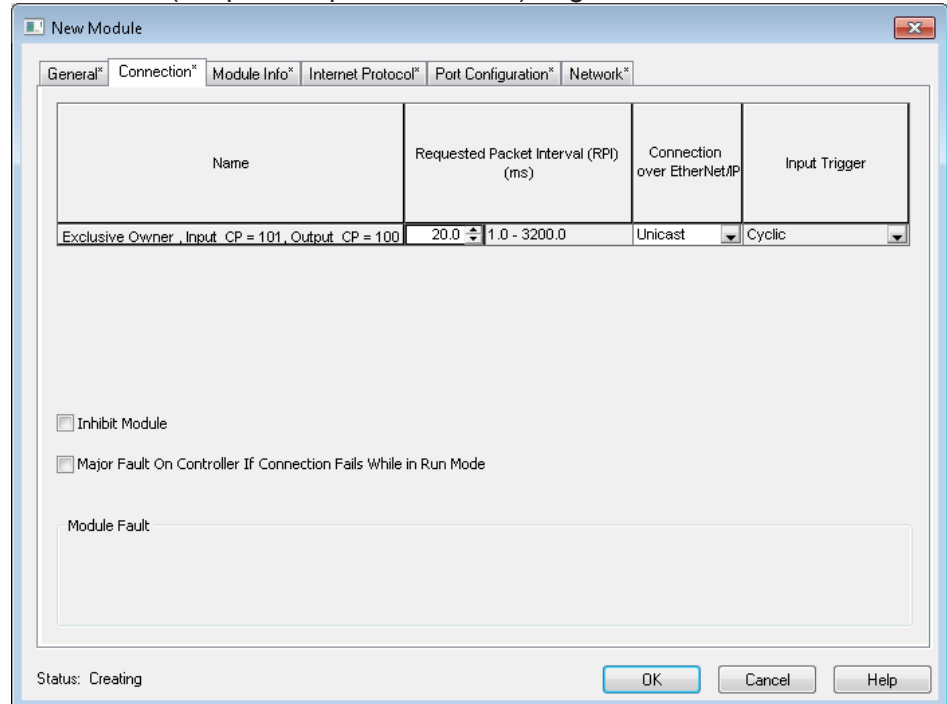 New Module
General* Connection* Module Info* Internet Protocol* Port Configuration* Network*
Name
Requested Packet Interval (RPI)
(ms)
Connection
over EtherNet/IP
Input Trigger
Exclusive Owner , Input CP = 101, Output CP = 100 20.0 1.0 - 3200.0 Unicast Cyclic
Inhibit Module
Major Fault On Controller If Connection Fails While in Run Mode
Module Fault
Status: Creating OK Cancel Help